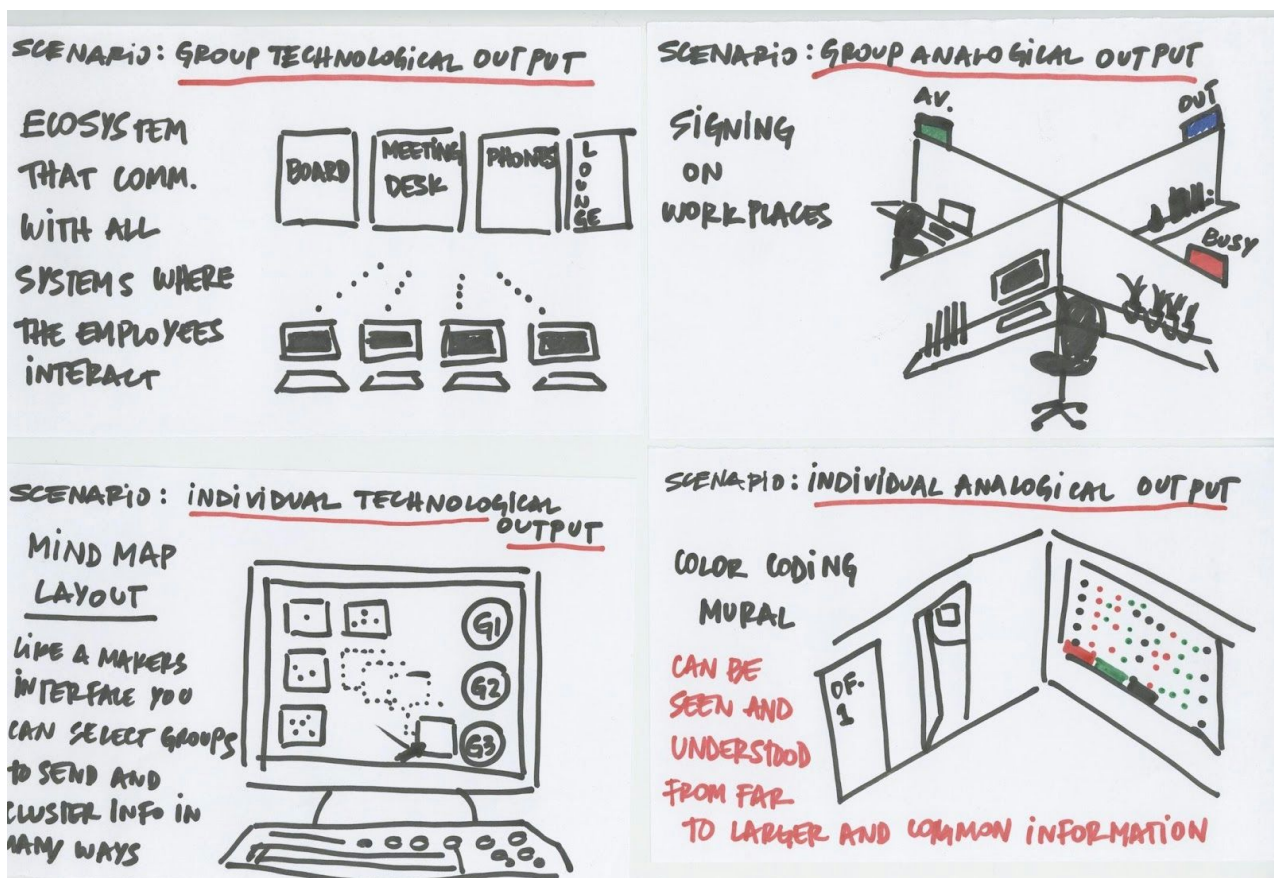 SCENARIO: GROUP TECHNOLOGICAL OUTPUT
ECOSYSTEM
THAT COMM.
WITH ALL
SYSTEMS WHERE
THE EMPLOYEES
INTERACT
BOARD
MEETING
DESK
PHONES
LOUNGE
SCENARIO: GROUP ANALOGICAL OUTPUT
SIGNING
ON
WORKPLACES
AV.
OUT
BUSY
SCENARIO: INDIVIDUAL TECHNOLOGICAL
OUTPUT
MIND MAP
LAYOUT
LIKE A MAKERS
INTERFACE YOU
CAN SELECT GROUPS
TO SEND AND
CLUSTER INFO IN
MANY WAYS
G1
G2
G3
SCENARIO: INDIVIDUAL ANALOGICAL OUTPUT
COLOR CODING
MURAL
CAN BE
SEEN AND
UNDERSTOOD
FROM FAR
TO LARGER AND COMMON INFORMATION
OF.
1